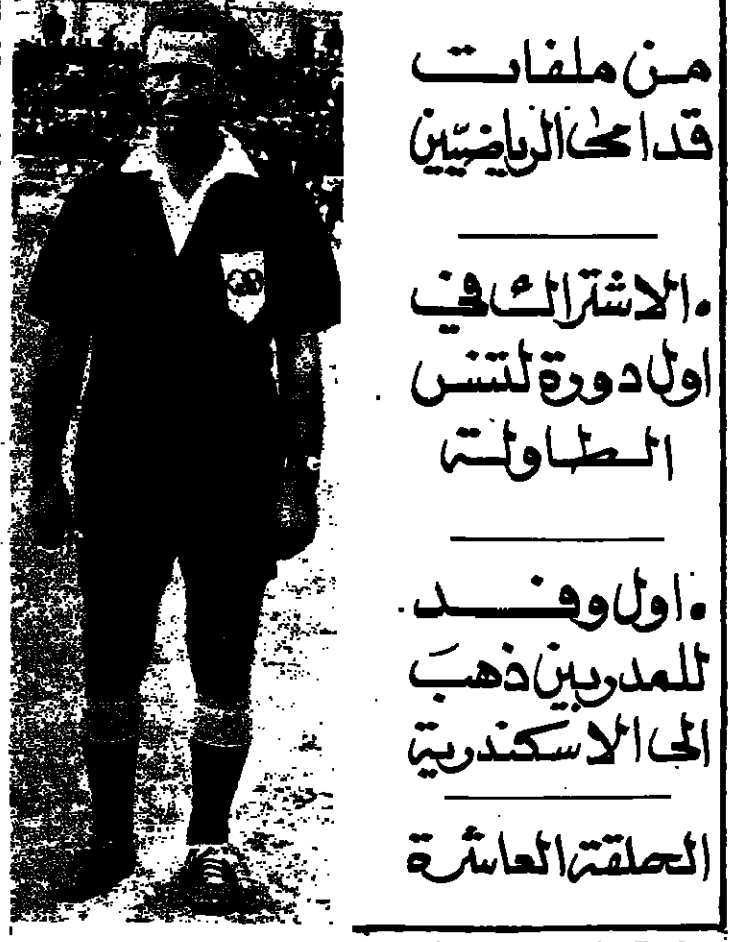 من ملفات
قدامى الرياضيين
• الاشتراك في
اول دورة لتنس
الطاولة
• اول وفد
للمدربين ذهب
الى الاسكندرية
الحلقة العاشرة